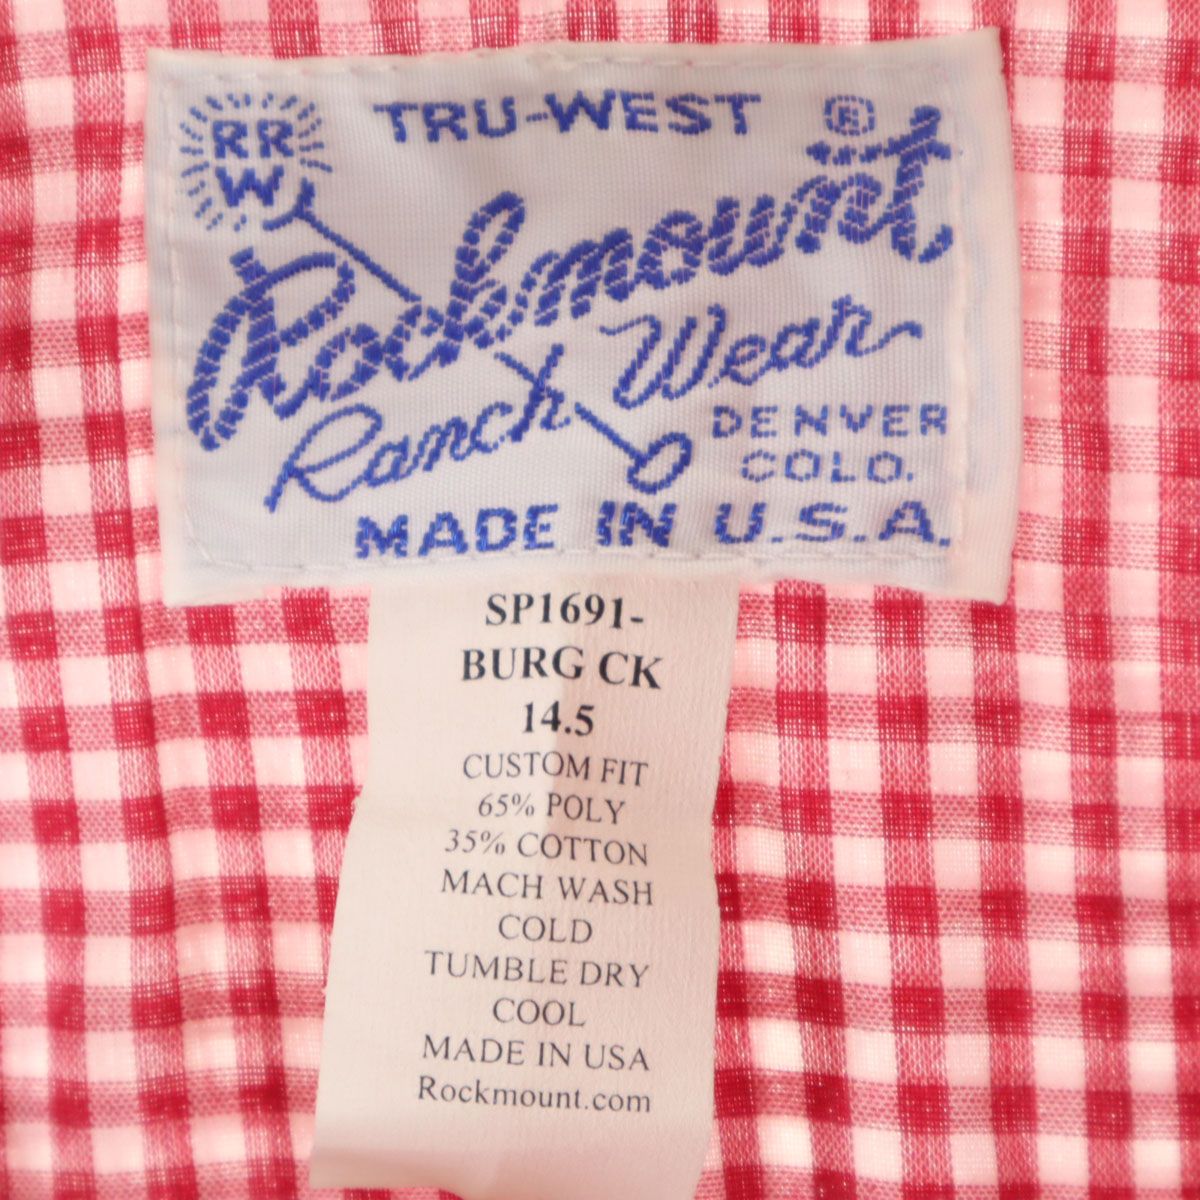 RR
W
TRU-WEST ®
Rockmount
Ranch Wear
DENVER
COLO.
MADE IN U.S.A.
SP1691-
BURG CK
14.5
CUSTOM FIT
65% POLY
35% COTTON
MACH WASH
COLD
TUMBLE DRY
COOL
MADE IN USA
Rockmount.com